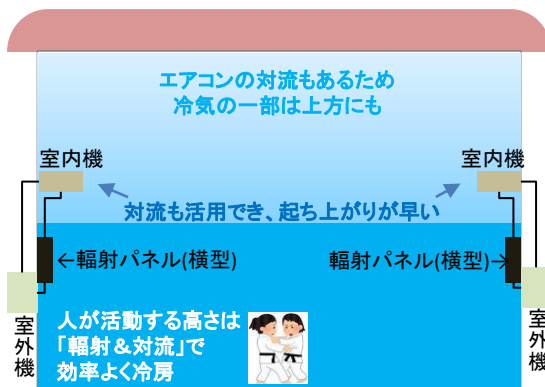 エアコンの対流もあるため
冷気の一部は上方にも
室内機
室内機
対流も活用でき、起ち上がりが早い
←輻射パネル(横型)
輻射パネル(横型)→
室外機
人が活動する高さは
「輻射＆対流」で
効率よく冷房
室外機